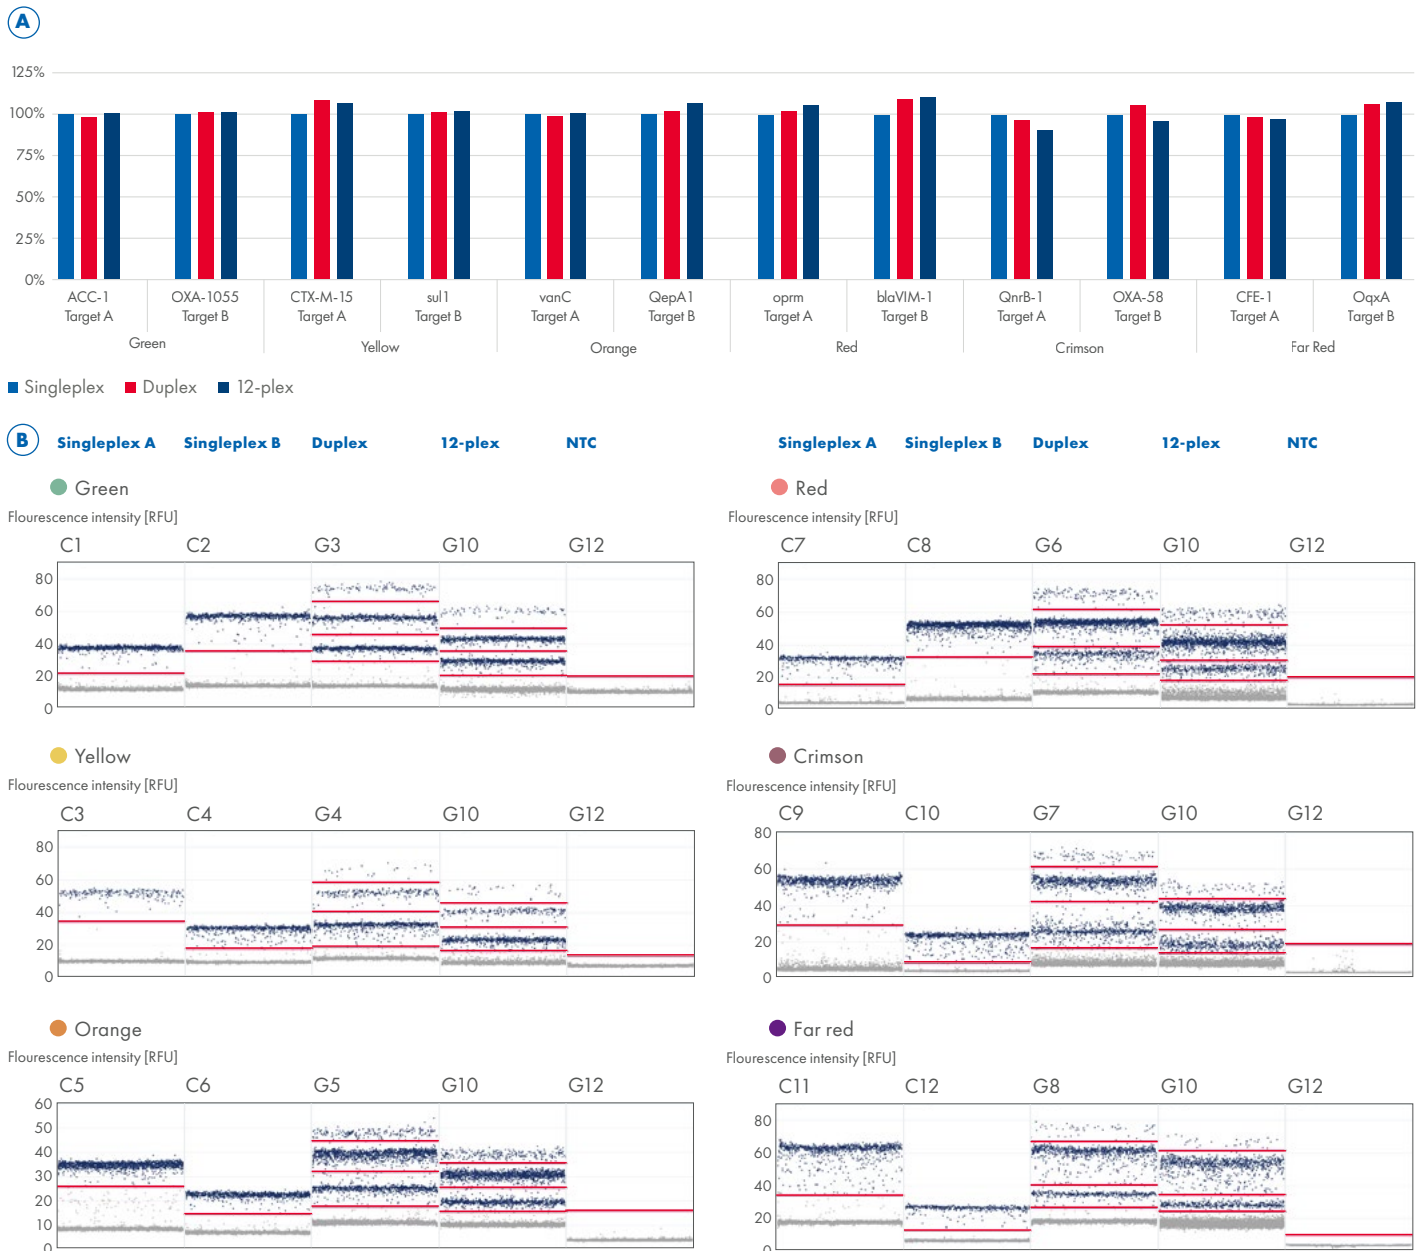 A
125%
100%
75%
50%
25%
0%
ACC-1 OXA-1055 CTX-M-15 sul1 vanC QepA1 oprm blaVIM-1 QnrB-1 OXA-58 CFE-1 OqxA
Target A Target B Target A Target B Target A Target B Target A Target B Target A Target B Target A Target B
Green Yellow Orange Red Crimson Far Red
Singleplex Duplex 12-plex
B Singleplex A Singleplex B Duplex 12-plex NTC Singleplex A Singleplex B Duplex 12-plex NTC
Green
Flourescence intensity [RFU]
C1 C2 G3 G10 G12
80
60
40
20
0
Red
Flourescence intensity [RFU]
C7 C8 G6 G10 G12
80
60
40
20
0
Yellow
Flourescence intensity [RFU]
C3 C4 G4 G10 G12
80
60
40
20
0
Crimson
Flourescence intensity [RFU]
C9 C10 G7 G10 G12
80
60
40
20
0
Orange
Flourescence intensity [RFU]
C5 C6 G5 G10 G12
60
50
40
30
20
10
0
Far red
Flourescence intensity [RFU]
C11 C12 G8 G10 G12
80
60
40
20
0